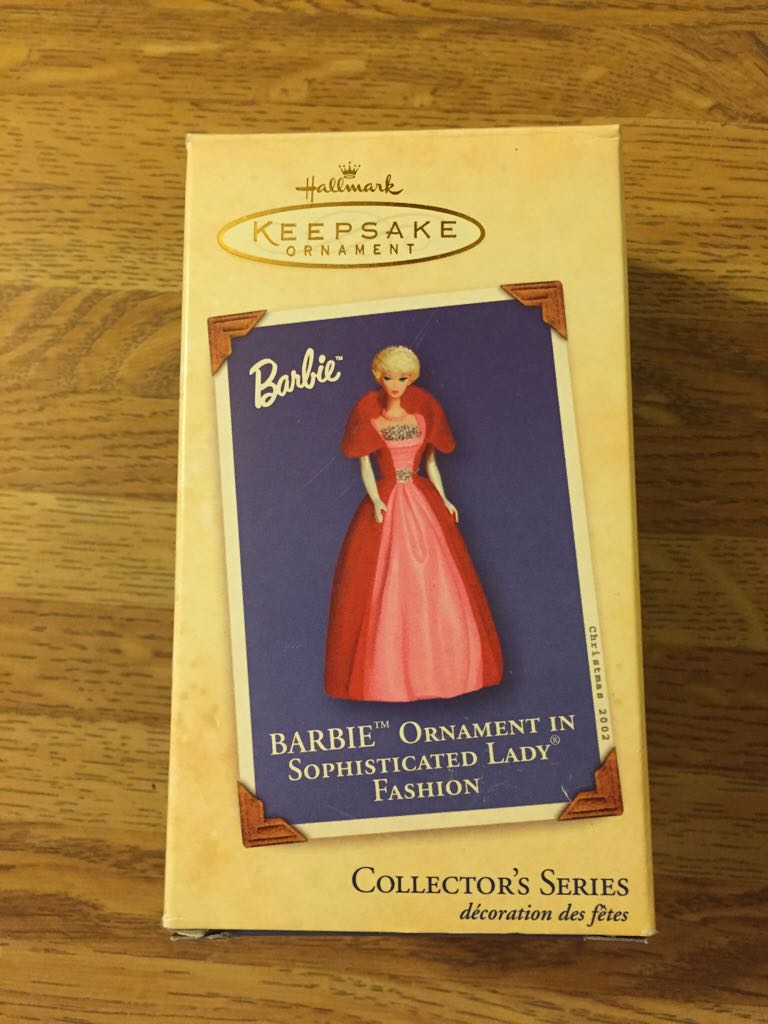 Hallmark
KEEPSAKE
ORNAMENT
Barbie™
Christmas 2002
BARBIE™ ORNAMENT IN
SOPHISTICATED LADY®
FASHION
COLLECTOR'S SERIES
décoration des fêtes